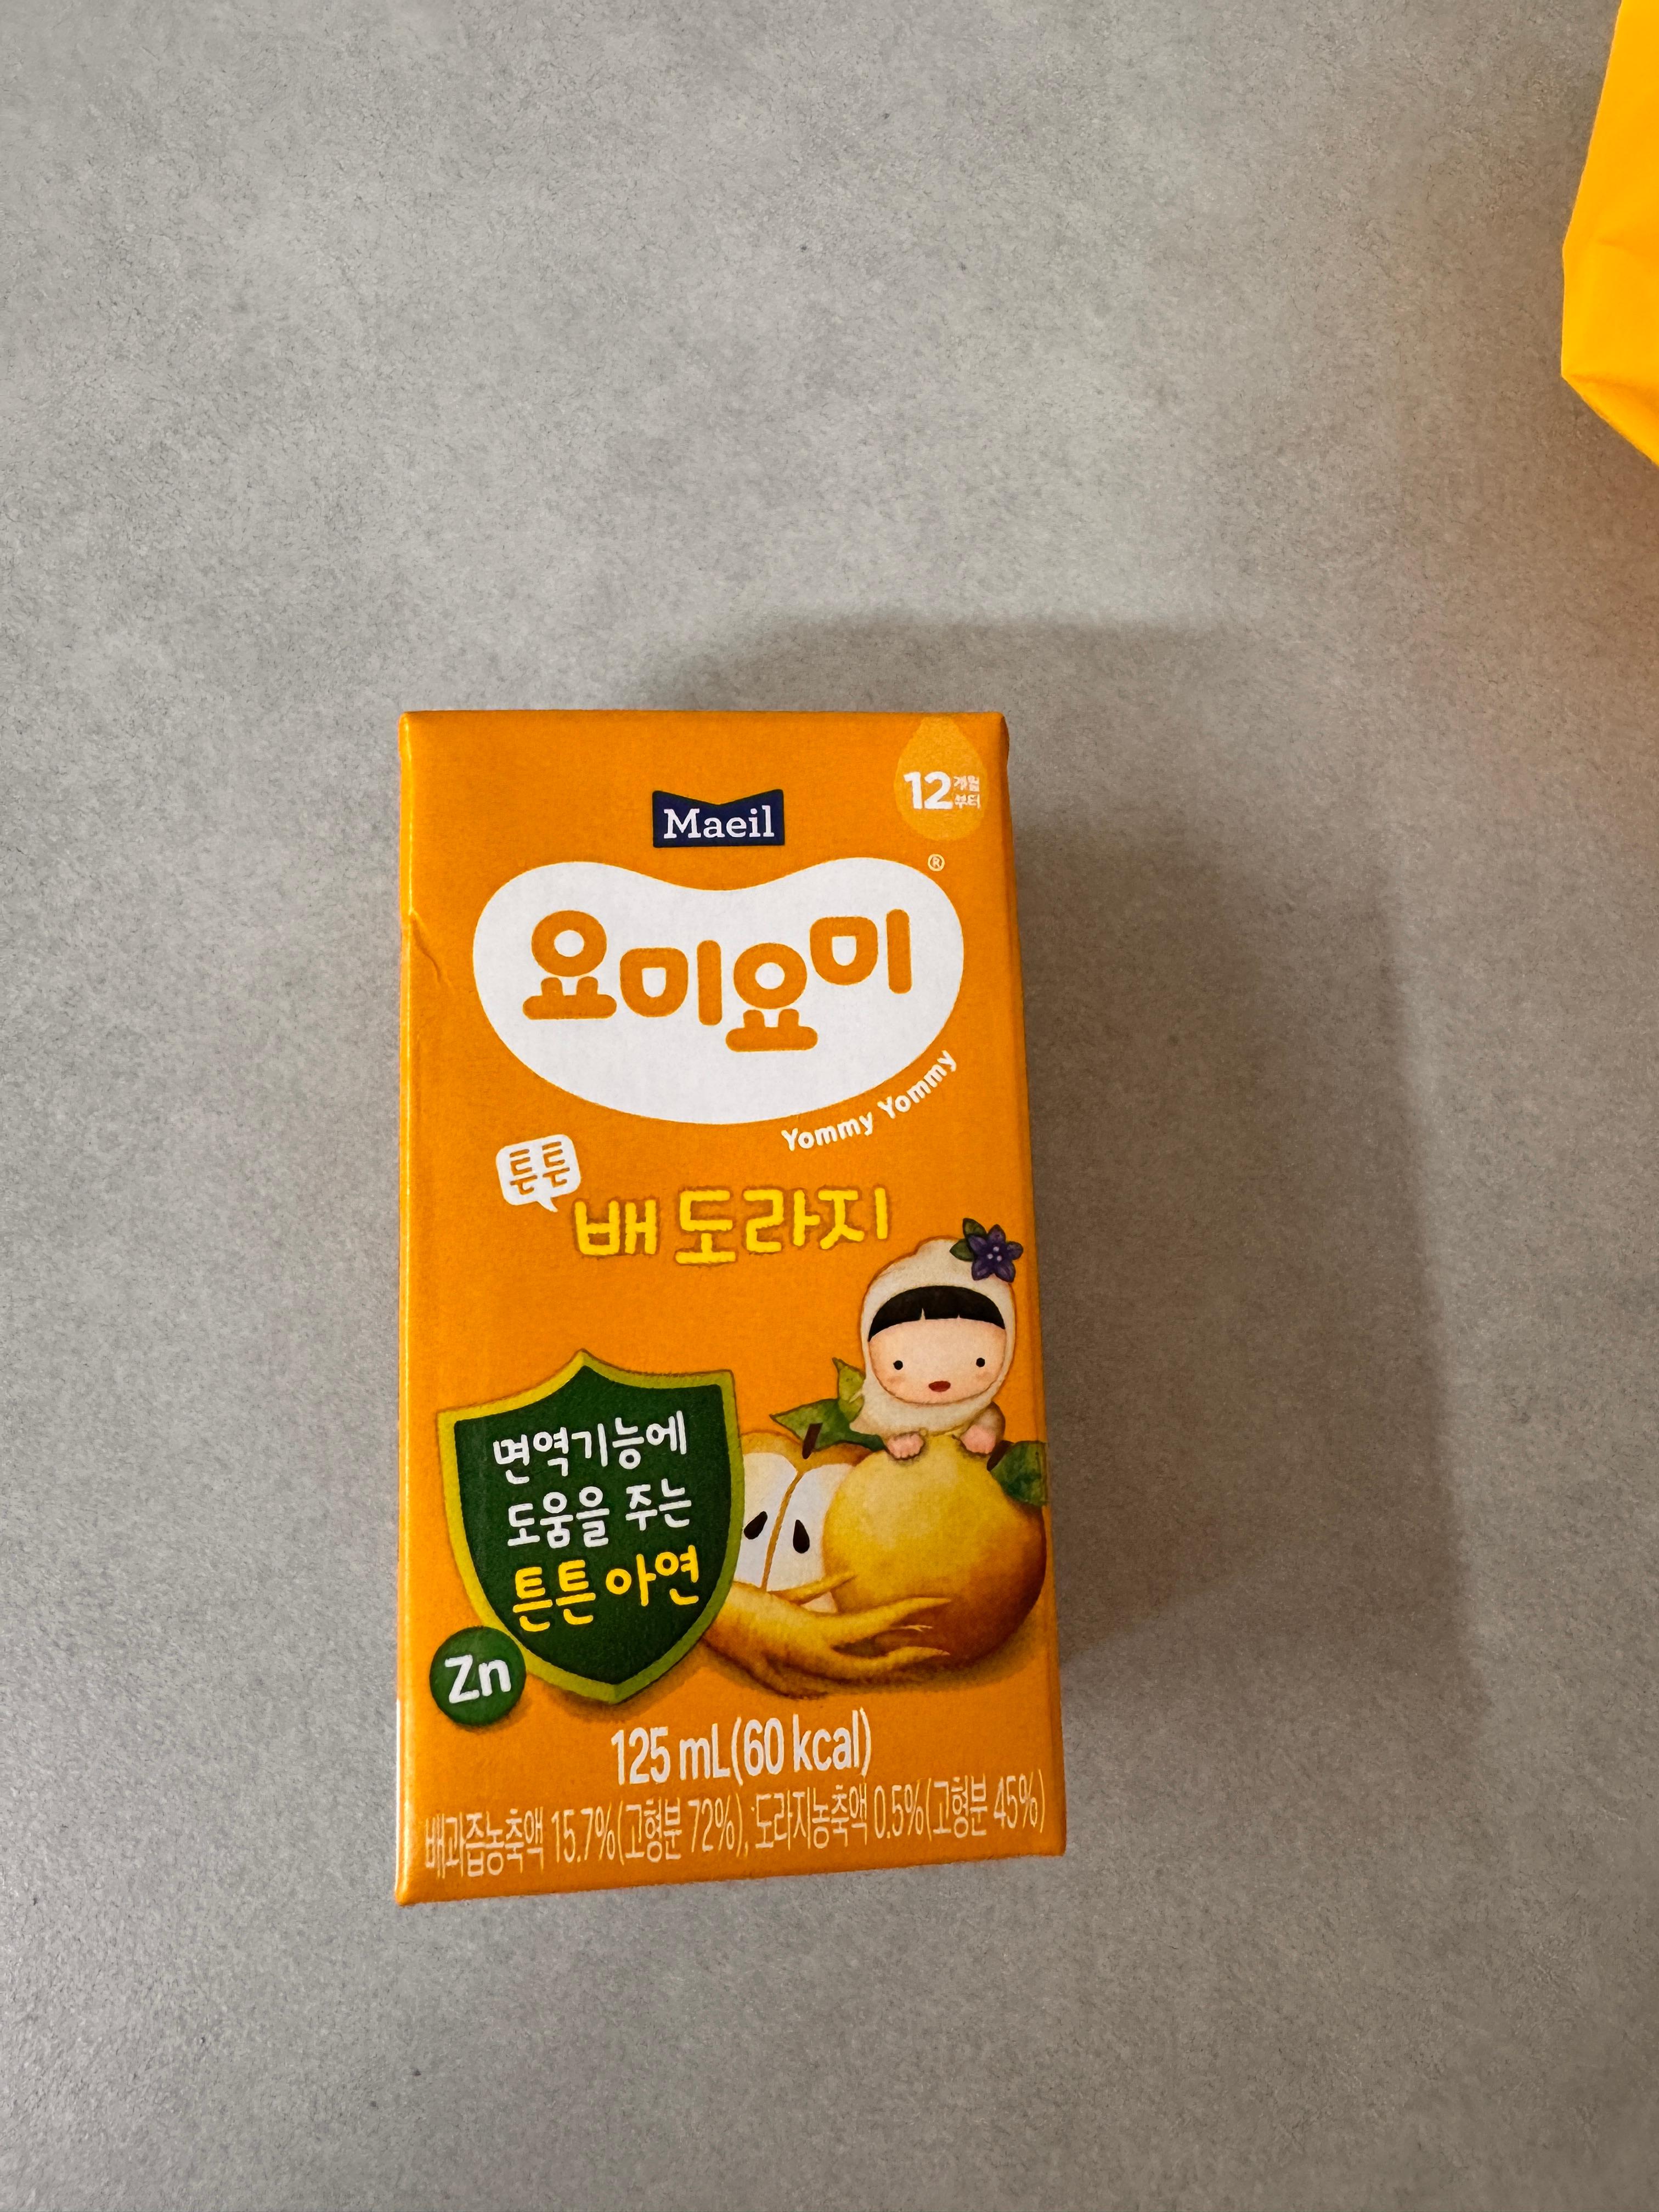 Maeil
12개월
부터
®
요미요미
Yommy Yommy
튼튼
배 도라지
면역기능에
도움을 주는
튼튼 아연
Zn
125 mL(60 kcal)
배과즙농축액 15.7%(고형분 72%), 도라지농축액 0.5%(고형분 45%)